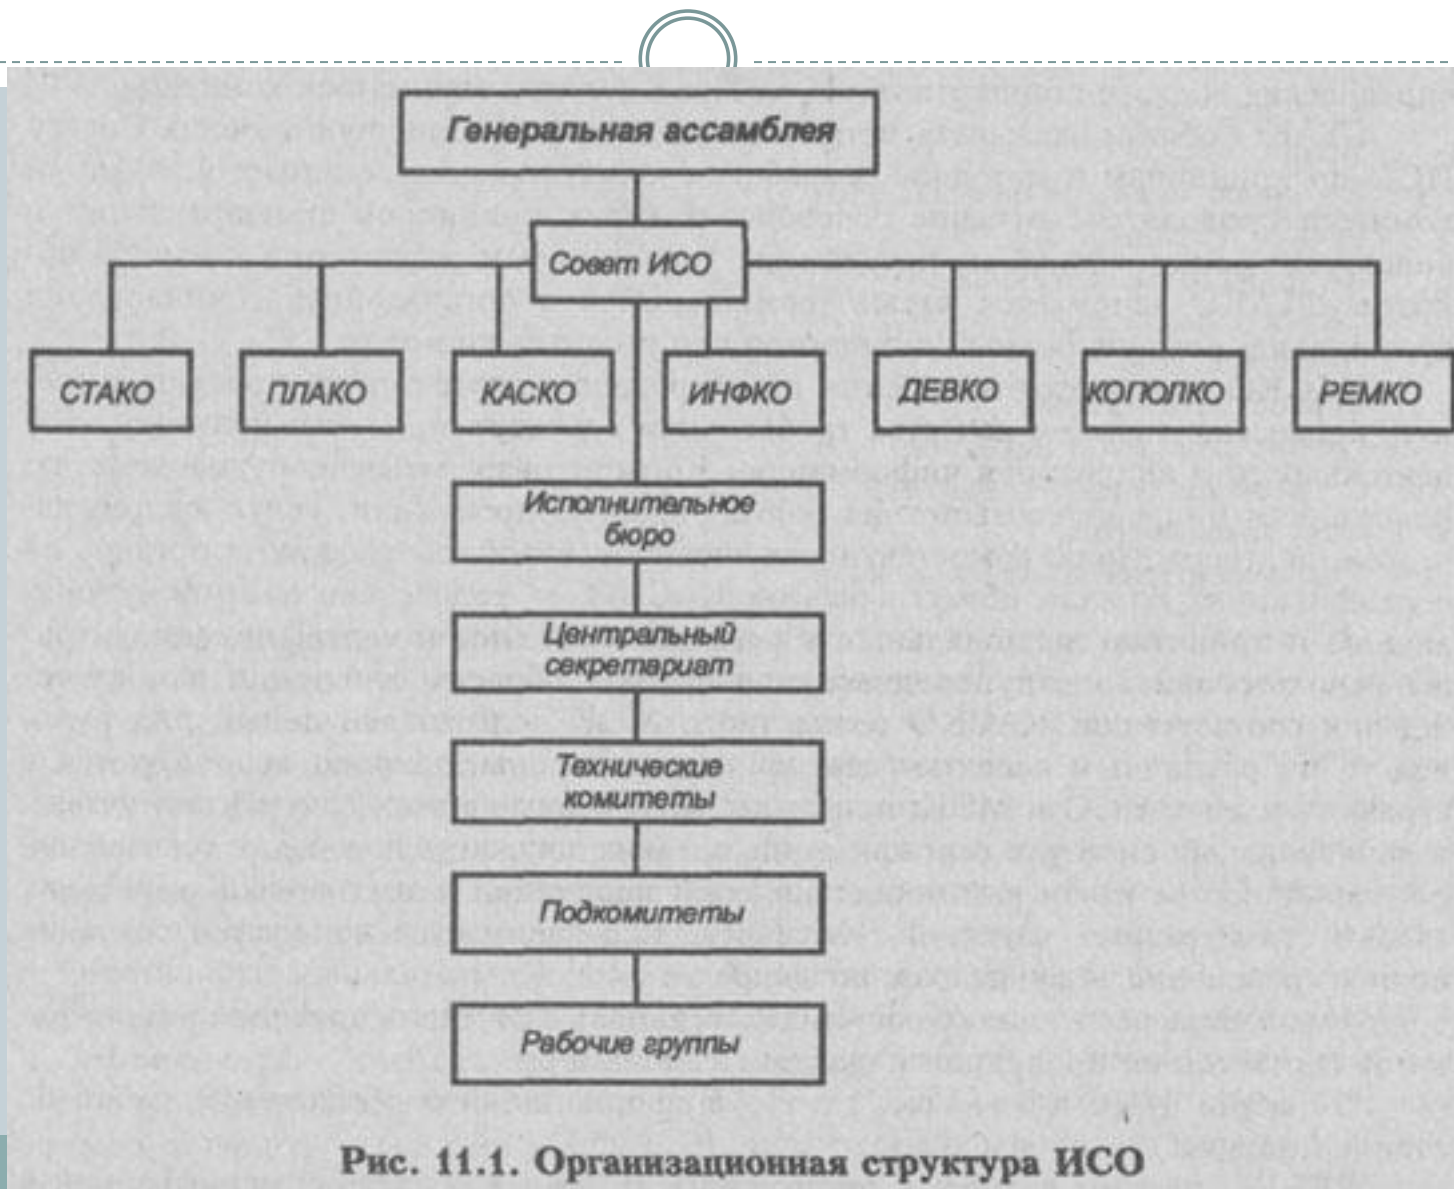 Генеральная ассамблея
Совет ИСО
СТАКО ПЛАКО КАСКО ИНФКО ДЕВКО КОПОЛКО РЕМКО
Исполнительное
бюро
Центральный
секретариат
Технические
комитеты
Подкомитеты
Рабочие группы
Рис. 11.1. Организационная структура ИСО